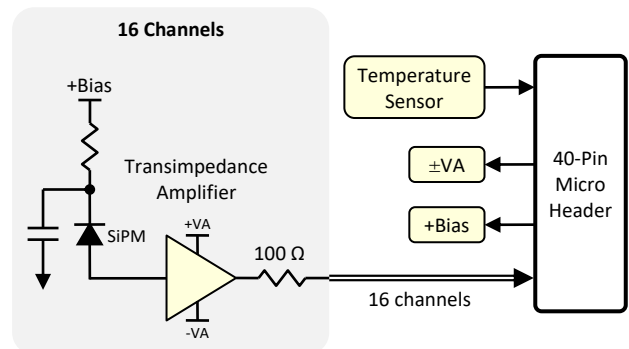 16 Channels
+Bias
Transimpedance
Amplifier
SiPM
+VA
-VA
100 Ω
16 channels
Temperature
Sensor
±VA
+Bias
40-Pin
Micro
Header